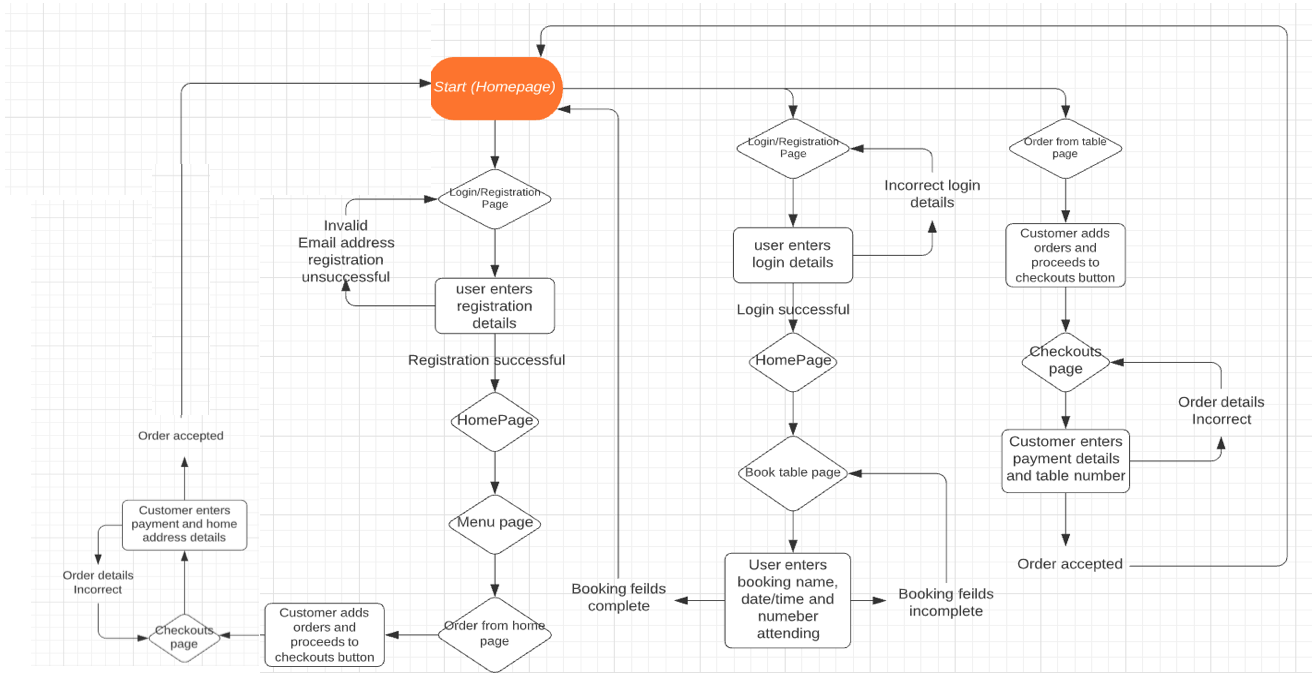 Start (Homepage)
Login/Registration
Page
Invalid
Email address
registration
unsuccessful
user enters
registration
details
Registration successful
HomePage
Menu page
Order from home
page
Customer adds
orders and
proceeds to
checkouts button
Checkouts
page
Order details
Incorrect
Customer enters
payment and home
address details
Order accepted
Login/Registration
Page
Incorrect login
details
user enters
login details
Login successful
HomePage
Book table page
User enters
booking name,
date/time and
numeber
attending
Booking feilds
complete
Booking feilds
incomplete
Order from table
page
Customer adds
orders and
proceeds to
checkouts button
Checkouts
page
Order details
Incorrect
Customer enters
payment details
and table number
Order accepted